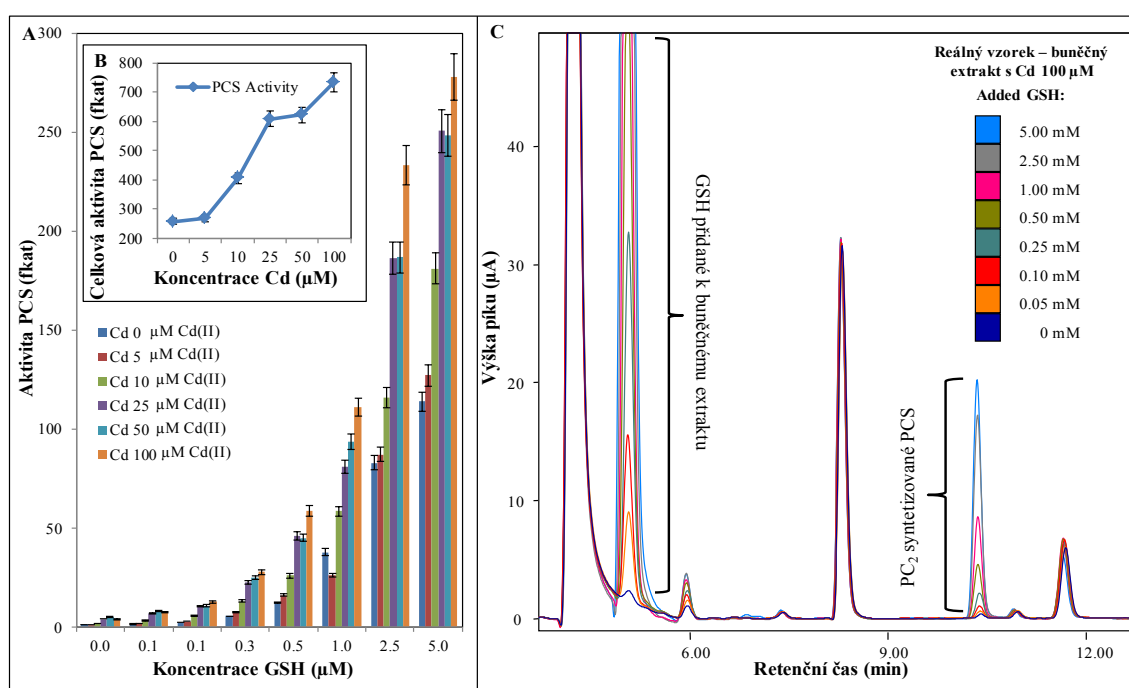 A
300
250
200
150
100
50
0
Aktivita PCS (fkat)
B
800
700
600
500
400
300
200
Celková aktivita PCS (fkat)
PCS Activity
0 5 10 25 50 100
Koncentrace Cd (µM)
Cd 0 µM Cd(II)
Cd 5 µM Cd(II)
Cd 10 µM Cd(II)
Cd 25 µM Cd(II)
Cd 50 µM Cd(II)
Cd 100 µM Cd(II)
0.0 0.1 0.1 0.3 0.5 1.0 2.5 5.0
Koncentrace GSH (µM)
C
40
30
20
10
0
Výška píku (µA)
GSH přidané k buněčnému extraktu
Reálný vzorek – buněčný
extrakt s Cd 100 µM
Added GSH:
5.00 mM
2.50 mM
1.00 mM
0.50 mM
0.25 mM
0.10 mM
0.05 mM
0 mM
PC₂ syntetizované PCS
6.00 9.00 12.00
Retenční čas (min)